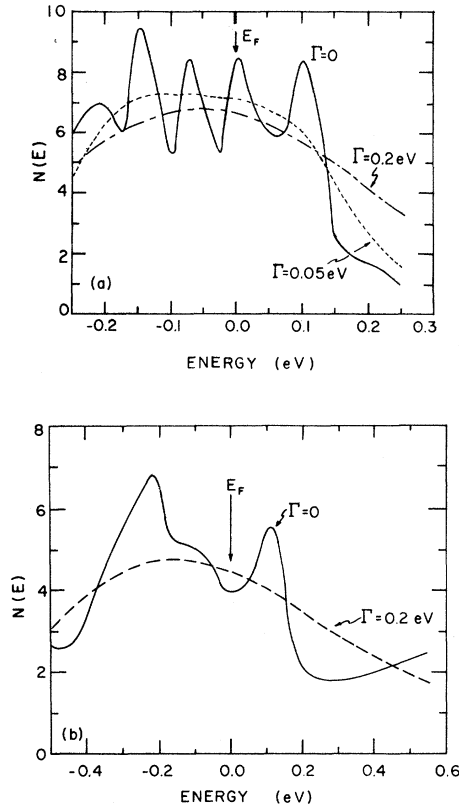 10
8
6
4
2
0
N(E)
E_F
Γ=0
Γ=0.2eV
Γ=0.05eV
(a)
-0.2 -0.1 0.0 0.1 0.2 0.3
ENERGY (eV)
8
6
4
2
0
N(E)
E_F
Γ=0
Γ=0.2 eV
(b)
-0.4 -0.2 0.0 0.2 0.4 0.6
ENERGY (eV)